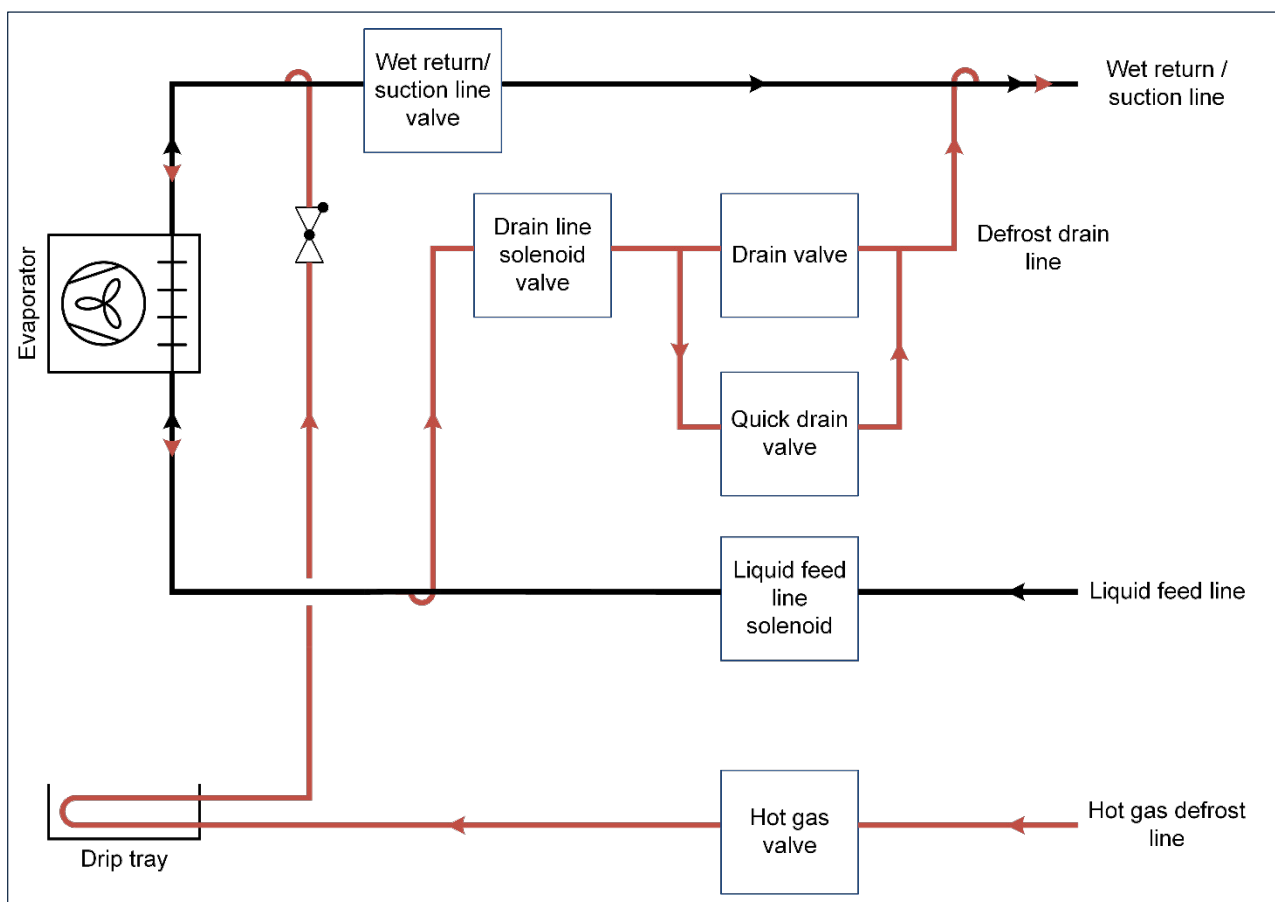 Wet return/
suction line
valve
Wet return /
suction line
Drain line
solenoid
valve
Drain valve
Defrost drain
line
Evaporator
Quick drain
valve
Liquid feed
line
solenoid
Liquid feed line
Hot gas
valve
Hot gas defrost
line
Drip tray